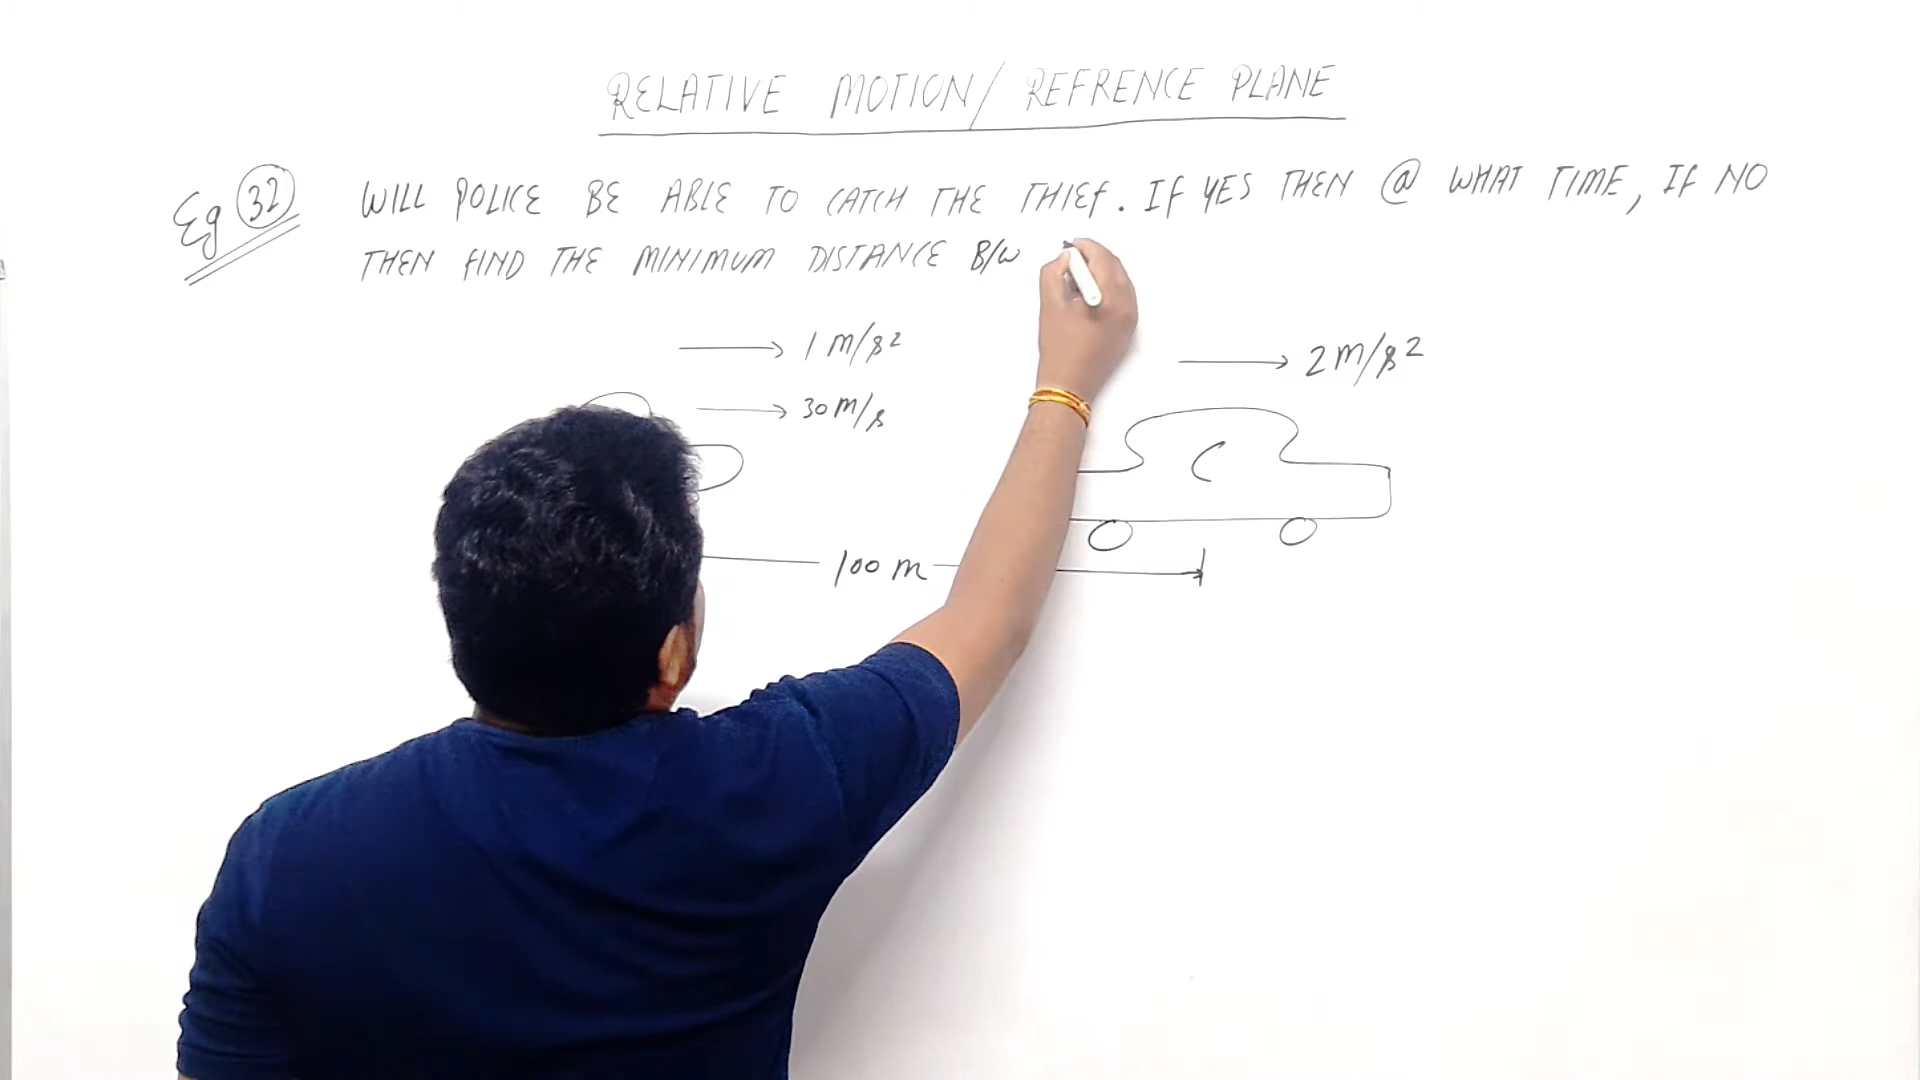 RELATIVE MOTION/ REFRENCE PLANE
Eg 32 WILL POLICE BE ABLE TO CATCH THE THIEF. IF YES THEN @ WHAT TIME, IF NO
THEN FIND THE MINIMUM DISTANCE B/W
1 m/s²
2 m/s²
30 m/s
C
100 m